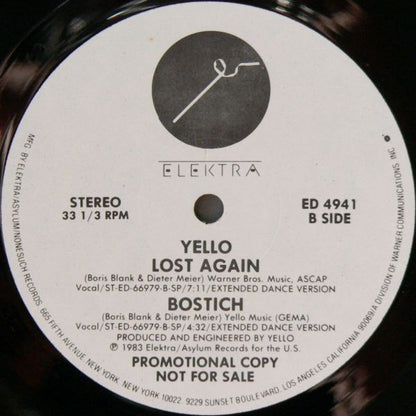 ELEKTRA
STEREO
33 1/3 RPM
ED 4941
B SIDE
YELLO
LOST AGAIN
(Boris Blank & Dieter Meier) Warner Bros. Music, ASCAP
Vocal/ST-ED-66979-B-SP/7:11/EXTENDED DANCE VERSION
BOSTICH
(Boris Blank & Dieter Meier) Yello Music (GEMA)
Vocal/ST-ED-66979-B-SP/4:32/EXTENDED DANCE VERSION
PRODUCED AND ENGINEERED BY YELLO
℗ 1983 Elektra/Asylum Records for the U.S.
PROMOTIONAL COPY
NOT FOR SALE
MFG. BY ELEKTRA/ASYLUM/NONESUCH RECORDS, 665 FIFTH AVENUE, NEW YORK, NEW YORK 10022. 9229 SUNSET BOULEVARD, LOS ANGELES, CALIFORNIA 90069/A DIVISION OF WARNER COMMUNICATIONS, INC.